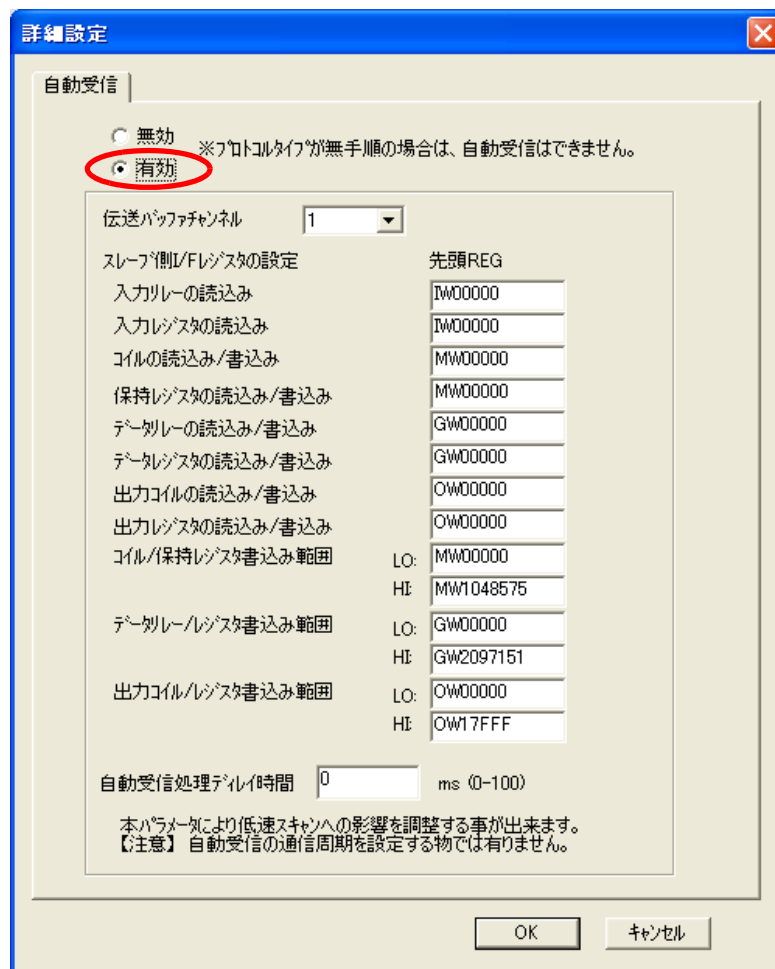 詳細設定
自動受信
無効
※ﾌﾟﾛﾄｺﾙﾀｲﾌﾟが無手順の場合は、自動受信はできません。
有効
伝送ﾊﾞｯﾌｧﾁｬﾝﾈﾙ 1
ｽﾚｰﾌﾞ側I/Fﾚｼﾞｽﾀの設定 先頭REG
入力ﾘﾚｰの読込み IW00000
入力ﾚｼﾞｽﾀの読込み IW00000
ｺｲﾙの読込み/書込み MW00000
保持ﾚｼﾞｽﾀの読込み/書込み MW00000
ﾃﾞｰﾀﾘﾚｰの読込み/書込み GW00000
ﾃﾞｰﾀﾚｼﾞｽﾀの読込み/書込み GW00000
出力ｺｲﾙの読込み/書込み OW00000
出力ﾚｼﾞｽﾀの読込み/書込み OW00000
ｺｲﾙ/保持ﾚｼﾞｽﾀ書込み範囲 LO: MW00000
HI: MW1048575
ﾃﾞｰﾀﾘﾚｰ/ﾚｼﾞｽﾀ書込み範囲 LO: GW00000
HI: GW2097151
出力ｺｲﾙ/ﾚｼﾞｽﾀ書込み範囲 LO: OW00000
HI: OW17FFF
自動受信処理ﾃﾞｨﾚｲ時間 0 ms (0-100)
本ﾊﾟﾗﾒｰﾀにより低速ｽｷｬﾝへの影響を調整する事が出来ます。
【注意】 自動受信の通信周期を設定する物では有りません。
OK ｷｬﾝｾﾙ